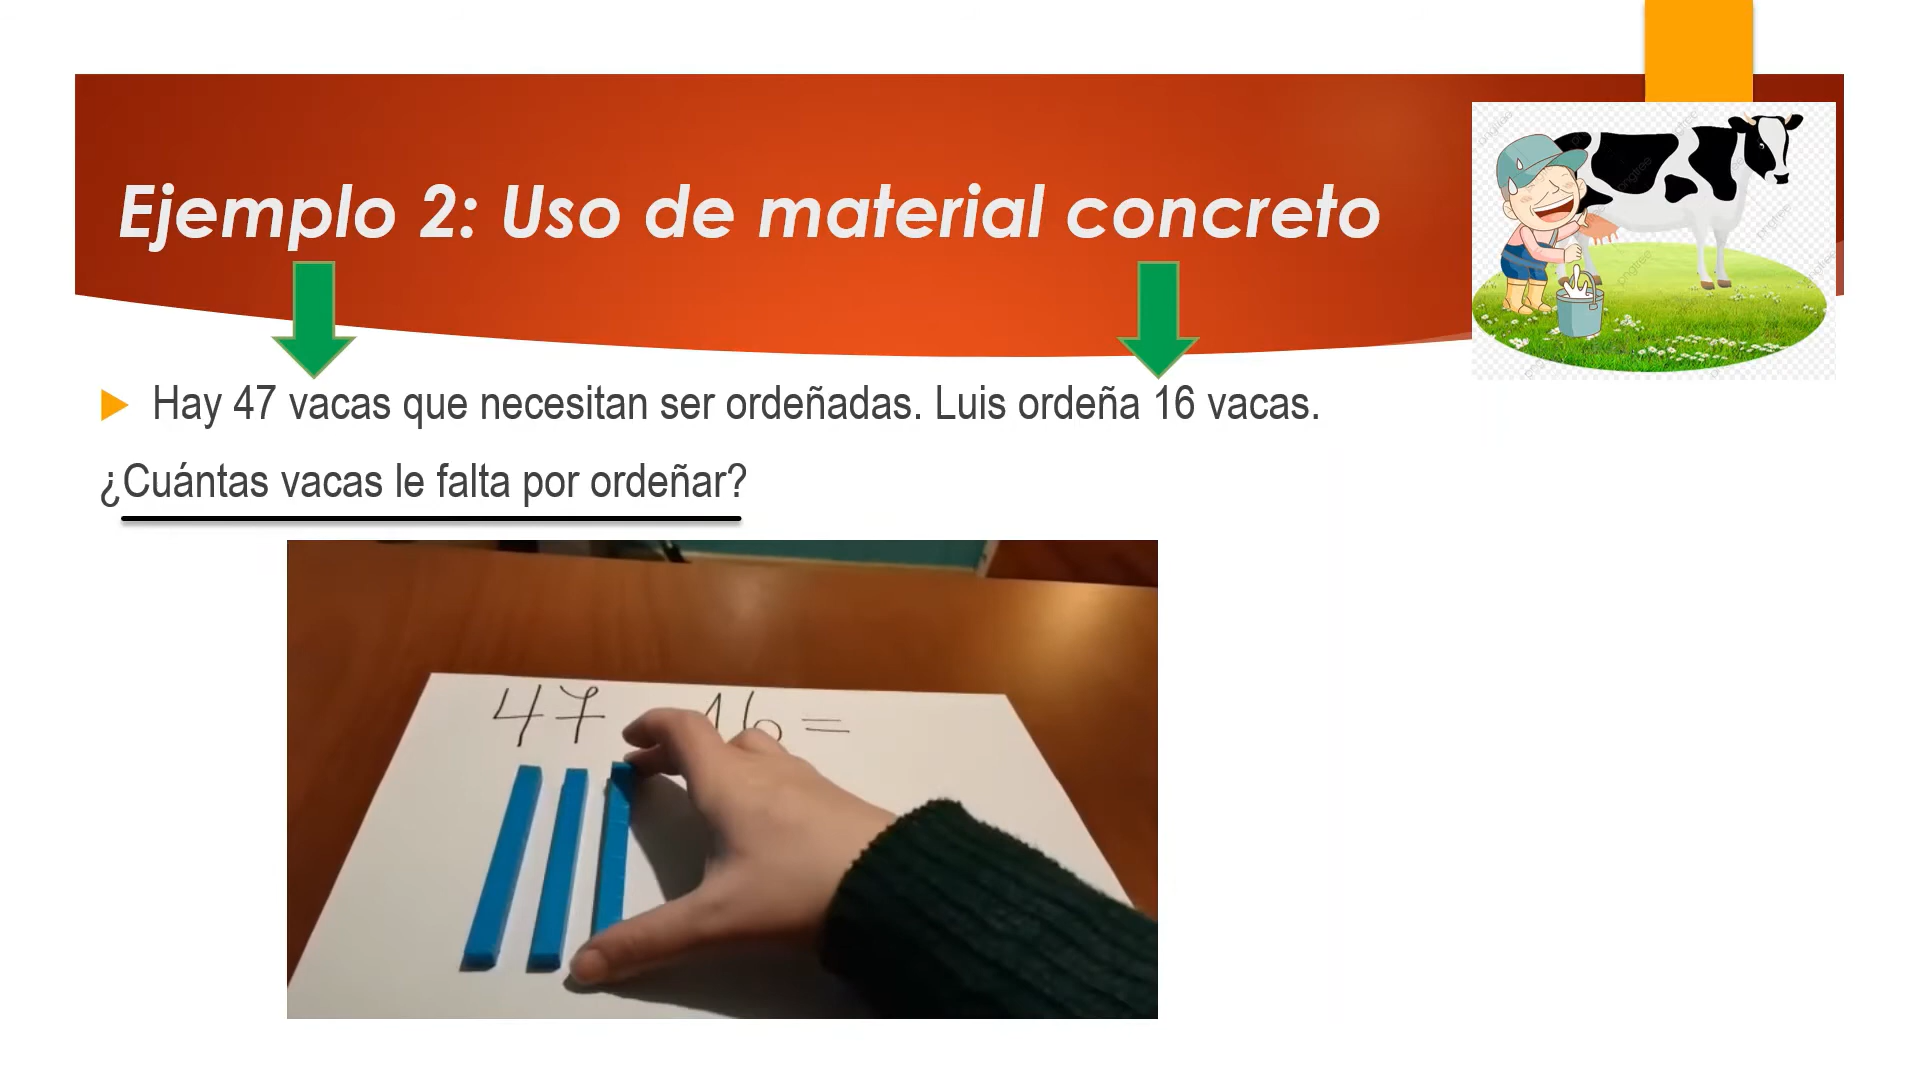 Ejemplo 2: Uso de material concreto
Hay 47 vacas que necesitan ser ordeñadas. Luis ordeña 16 vacas.
¿Cuántas vacas le falta por ordeñar?
47 16 =